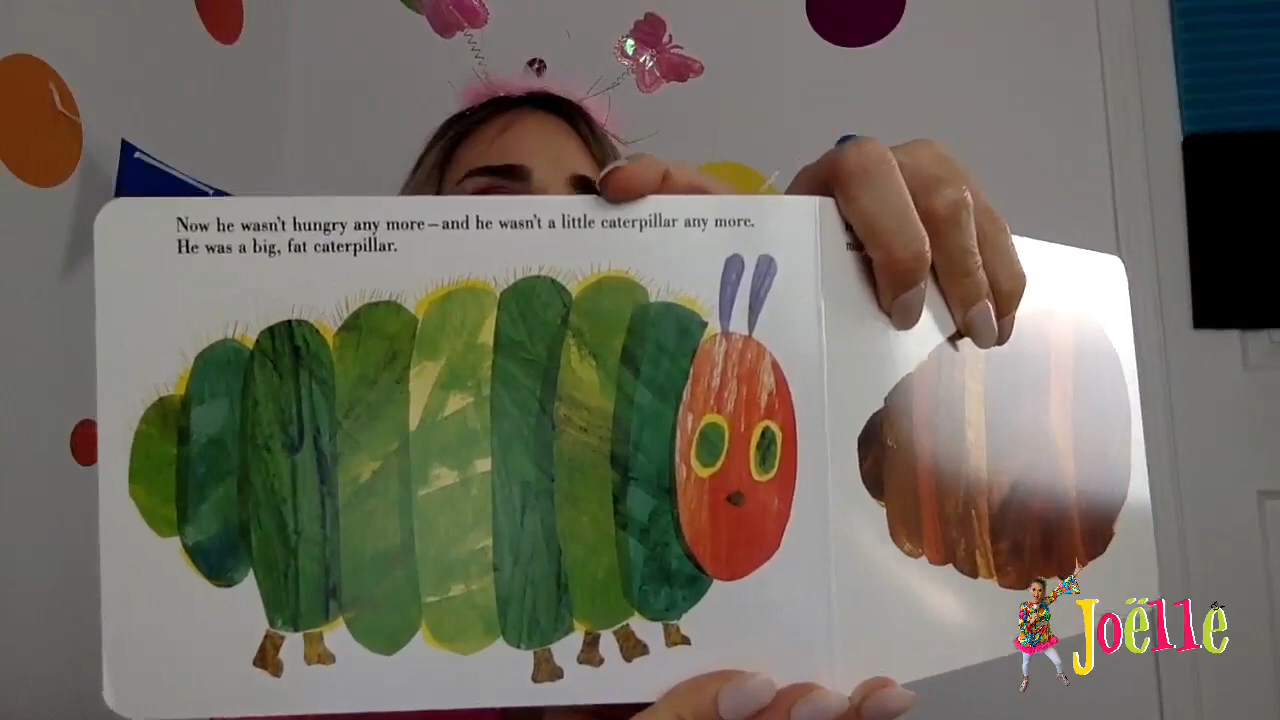 Now he wasn't hungry any more – and he wasn't a little caterpillar any more.
He was a big, fat caterpillar.
Joëlle